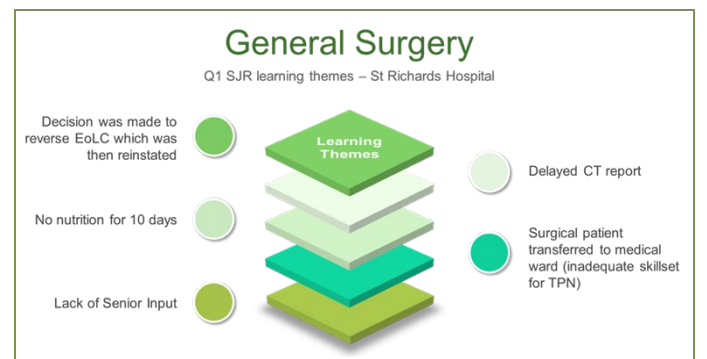 General Surgery
Q1 SJR learning themes – St Richards Hospital
Decision was made to
reverse EoLC which was
then reinstated
Learning
Themes
Delayed CT report
No nutrition for 10 days
Surgical patient
transferred to medical
ward (inadequate skillset
for TPN)
Lack of Senior Input